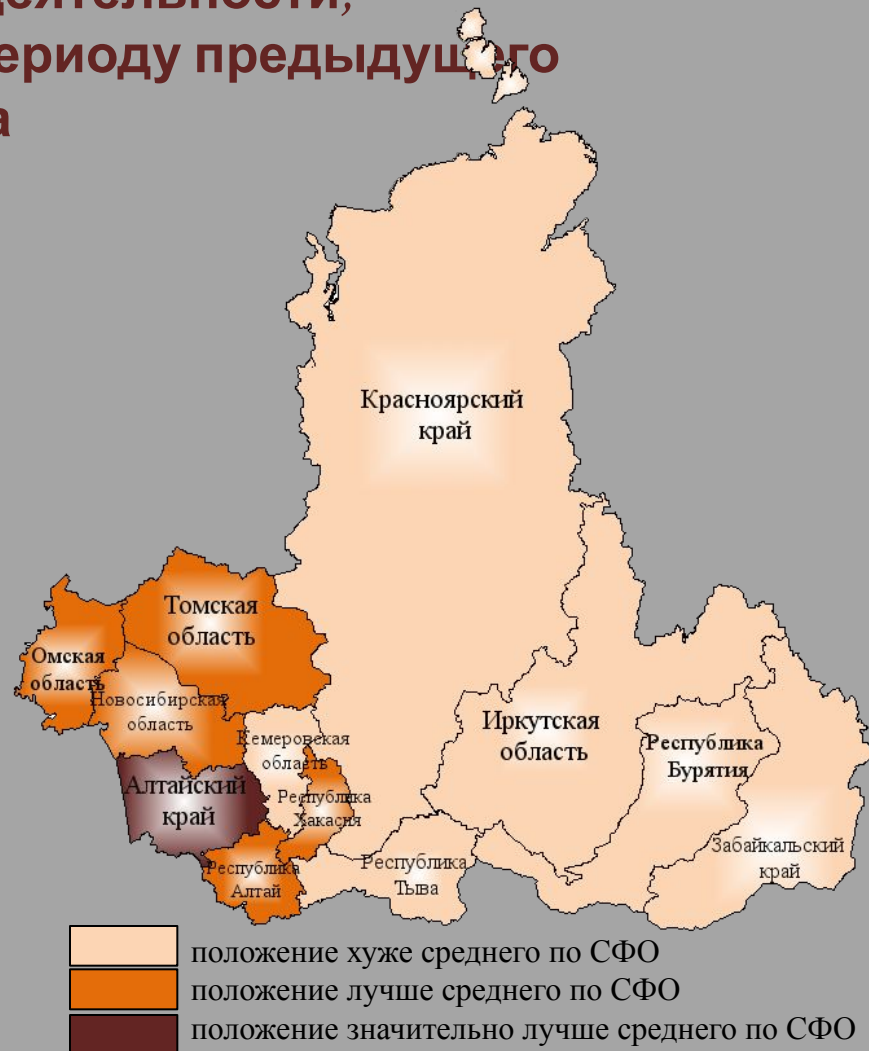 деятельности,
периоду предыдущего
Красноярский
край
Томская
область
Омская
область
Новосибирская
область
Кемеровская
область
Иркутская
область
Республика
Бурятия
Алтайский
край
Республика
Хакасия
Забайкальский
край
Республика
Тыва
Республика
Алтай
положение хуже среднего по СФО
положение лучше среднего по СФО
положение значительно лучше среднего по СФО